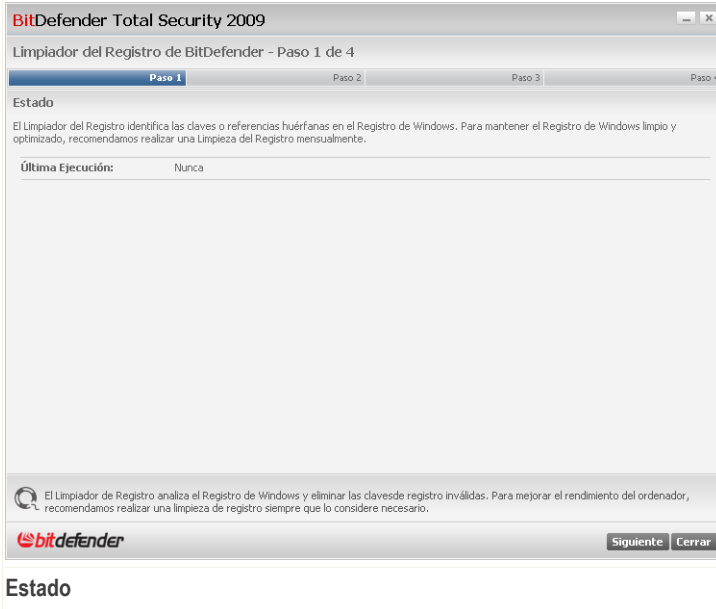 BitDefender Total Security 2009
Limpiador del Registro de BitDefender - Paso 1 de 4
Paso 1 Paso 2 Paso 3 Paso
Estado
El Limpiador del Registro identifica las claves o referencias huérfanas en el Registro de Windows. Para mantener el Registro de Windows limpio y
optimizado, recomendamos realizar una Limpieza del Registro mensualmente.
Última Ejecución: Nunca
El Limpiador de Registro analiza el Registro de Windows y eliminar las clavesde registro inválidas. Para mejorar el rendimiento del ordenador,
recomendamos realizar una limpieza de registro siempre que lo considere necesario.
bitdefender
Siguiente Cerrar
Estado